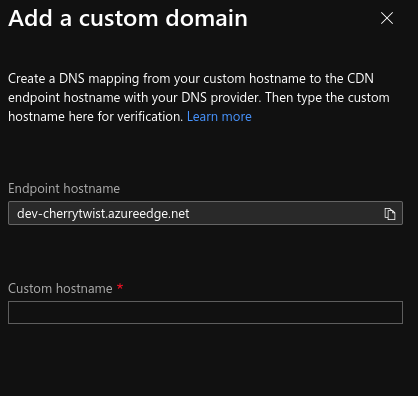 Add a custom domain
Create a DNS mapping from your custom hostname to the CDN
endpoint hostname with your DNS provider. Then type the custom
hostname here for verification. Learn more
Endpoint hostname
dev-cherrytwist.azureedge.net
Custom hostname *